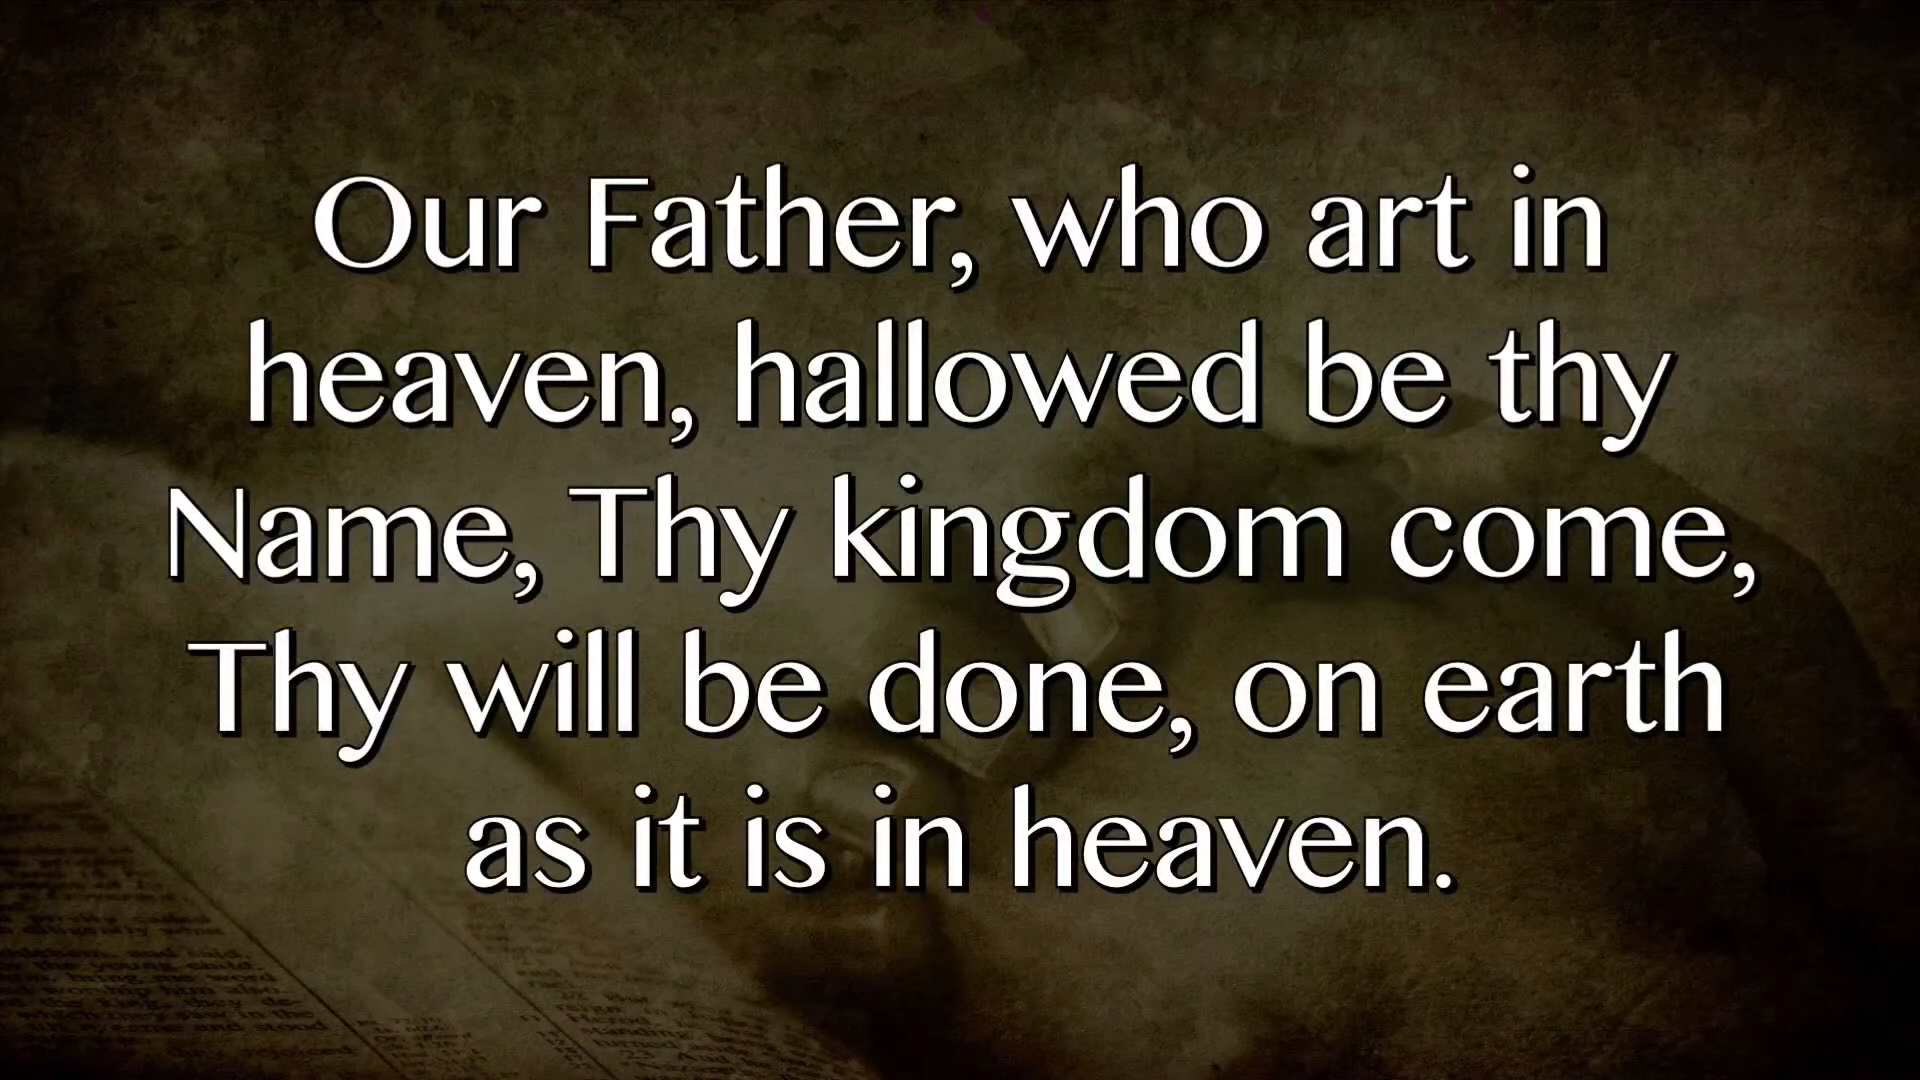 Our Father, who art in
heaven, hallowed be thy
Name, Thy kingdom come,
Thy will be done, on earth
as it is in heaven.